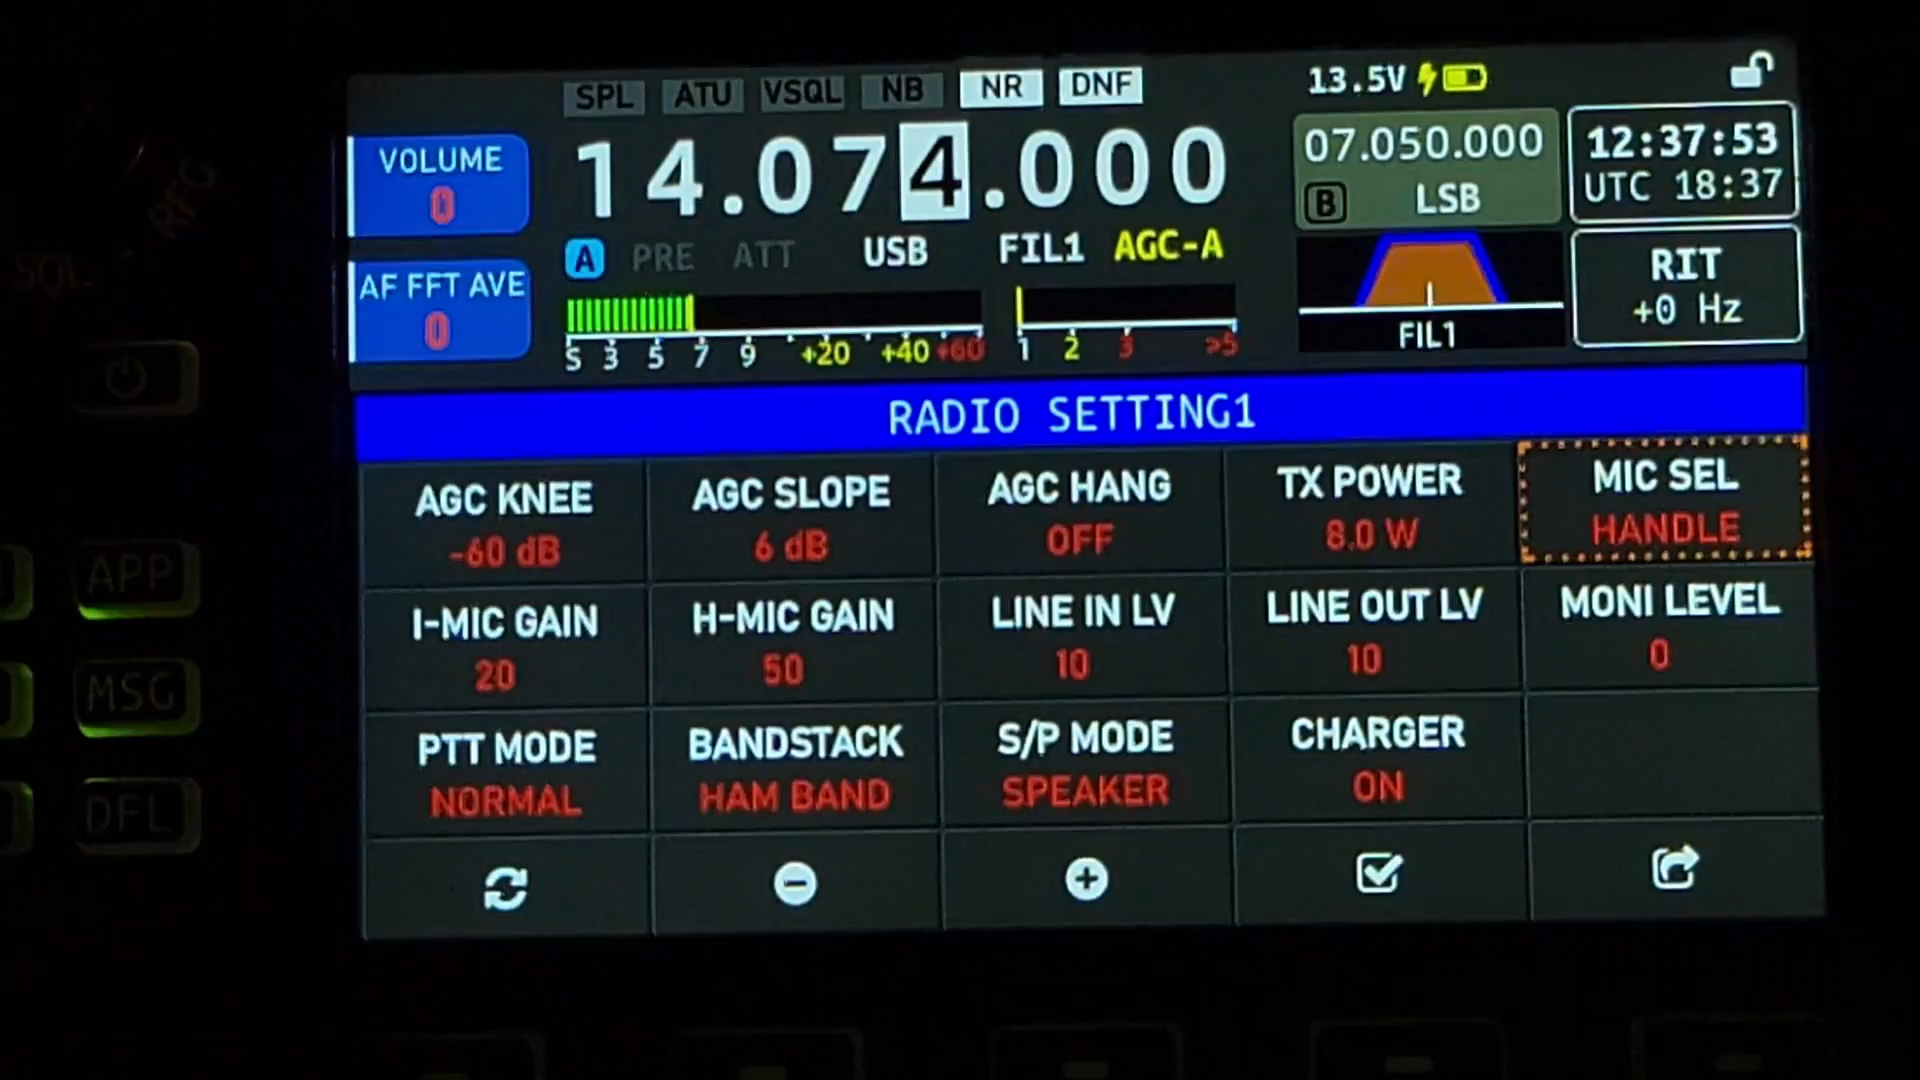 SPL ATU VSQL NB NR DNF
13.5V
VOLUME
0
14.074.000
07.050.000
B LSB
12:37:53
UTC 18:37
A PRE ATT USB FIL1 AGC-A
AF FFT AVE
0
S 3 5 7 9 +20 +40 +60
1 2 3 >5
FIL1
RIT
+0 Hz
SQL
RFG
RADIO SETTING1
AGC KNEE
-60 dB
AGC SLOPE
6 dB
AGC HANG
OFF
TX POWER
8.0 W
MIC SEL
HANDLE
I-MIC GAIN
20
H-MIC GAIN
50
LINE IN LV
10
LINE OUT LV
10
MONI LEVEL
0
PTT MODE
NORMAL
BANDSTACK
HAM BAND
S/P MODE
SPEAKER
CHARGER
ON
APP
MSG
DFL